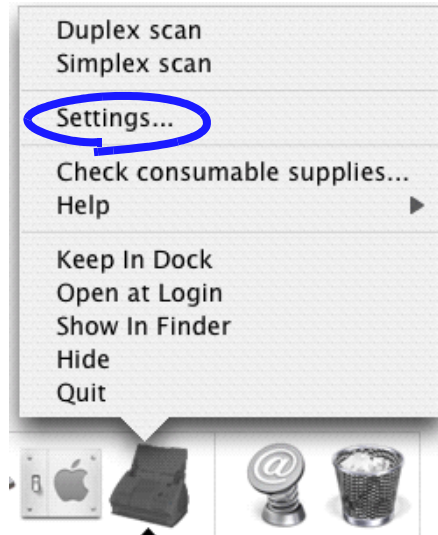 Duplex scan
Simplex scan
Settings...
Check consumable supplies...
Help
Keep In Dock
Open at Login
Show In Finder
Hide
Quit
@